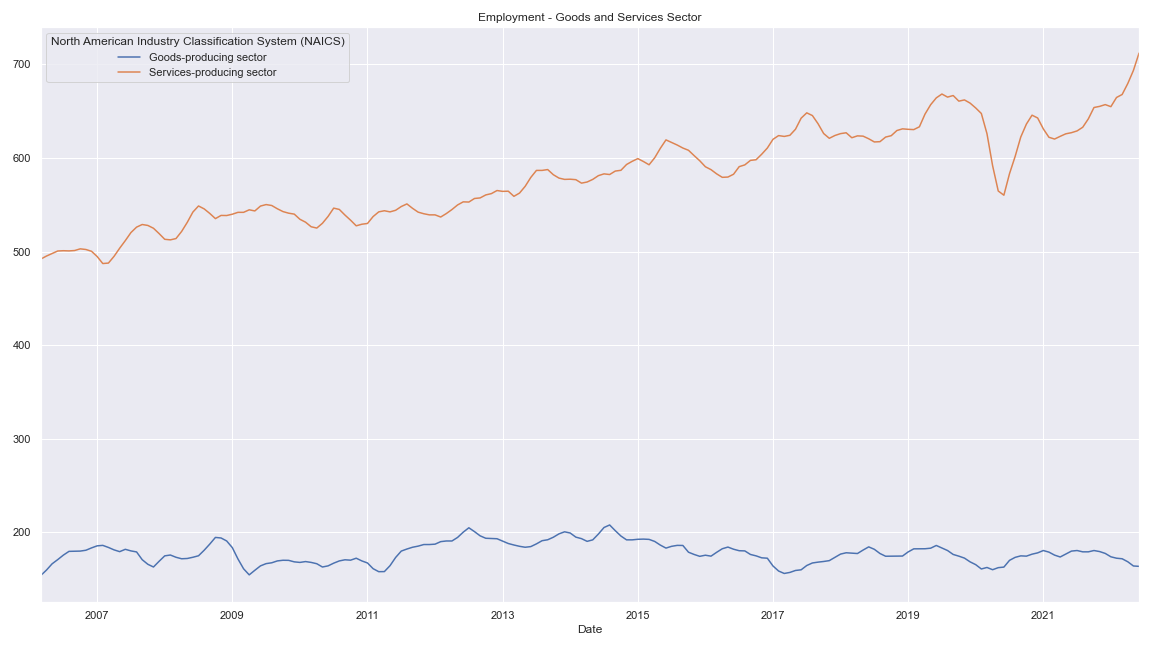 Employment - Goods and Services Sector
North American Industry Classification System (NAICS)
Goods-producing sector
Services-producing sector
700
600
500
400
300
200
2007 2009 2011 2013 2015 2017 2019 2021
Date